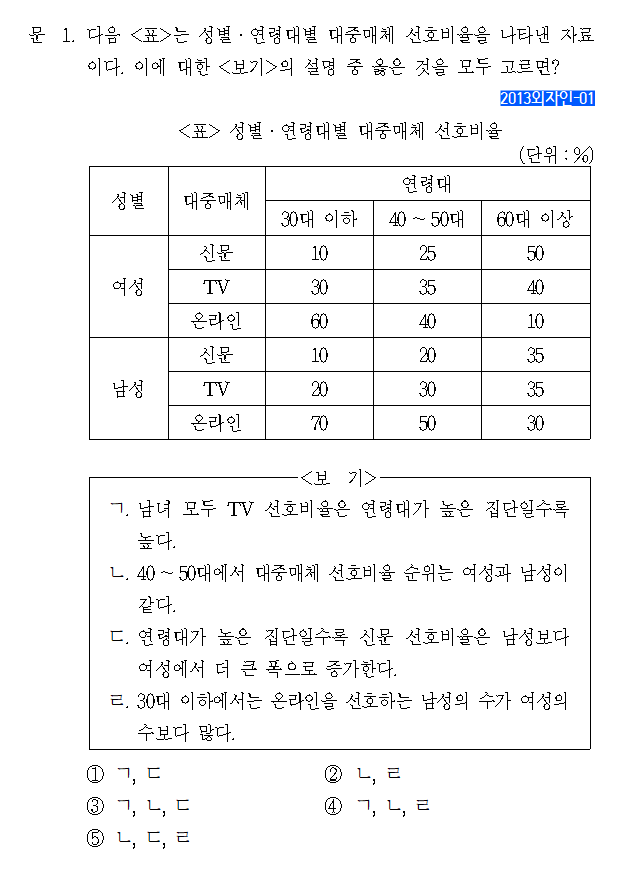 문 1. 다음 <표>는 성별·연령대별 대중매체 선호비율을 나타낸 자료
이다. 이에 대한 <보기>의 설명 중 옳은 것을 모두 고르면?
2013외자인-01
<표> 성별·연령대별 대중매체 선호비율
(단위 : %)
성별 대중매체 연령대
30대 이하 40 ~ 50대 60대 이상
여성 신문 10 25 50
TV 30 35 40
온라인 60 40 10
남성 신문 10 20 35
TV 20 30 35
온라인 70 50 30
<보 기>
ㄱ. 남녀 모두 TV 선호비율은 연령대가 높은 집단일수록
높다.
ㄴ. 40 ~ 50대에서 대중매체 선호비율 순위는 여성과 남성이
같다.
ㄷ. 연령대가 높은 집단일수록 신문 선호비율은 남성보다
여성에서 더 큰 폭으로 증가한다.
ㄹ. 30대 이하에서는 온라인을 선호하는 남성의 수가 여성의
수보다 많다.
① ㄱ, ㄷ ② ㄴ, ㄹ
③ ㄱ, ㄴ, ㄷ ④ ㄱ, ㄴ, ㄹ
⑤ ㄴ, ㄷ, ㄹ